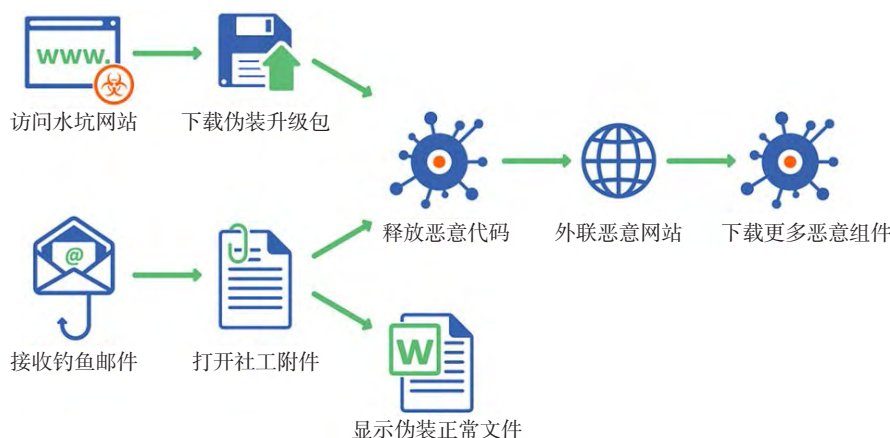 www.
访问水坑网站
下载伪装升级包
释放恶意代码
外联恶意网站
下载更多恶意组件
@
接收钓鱼邮件
打开社工附件
W
显示伪装正常文件